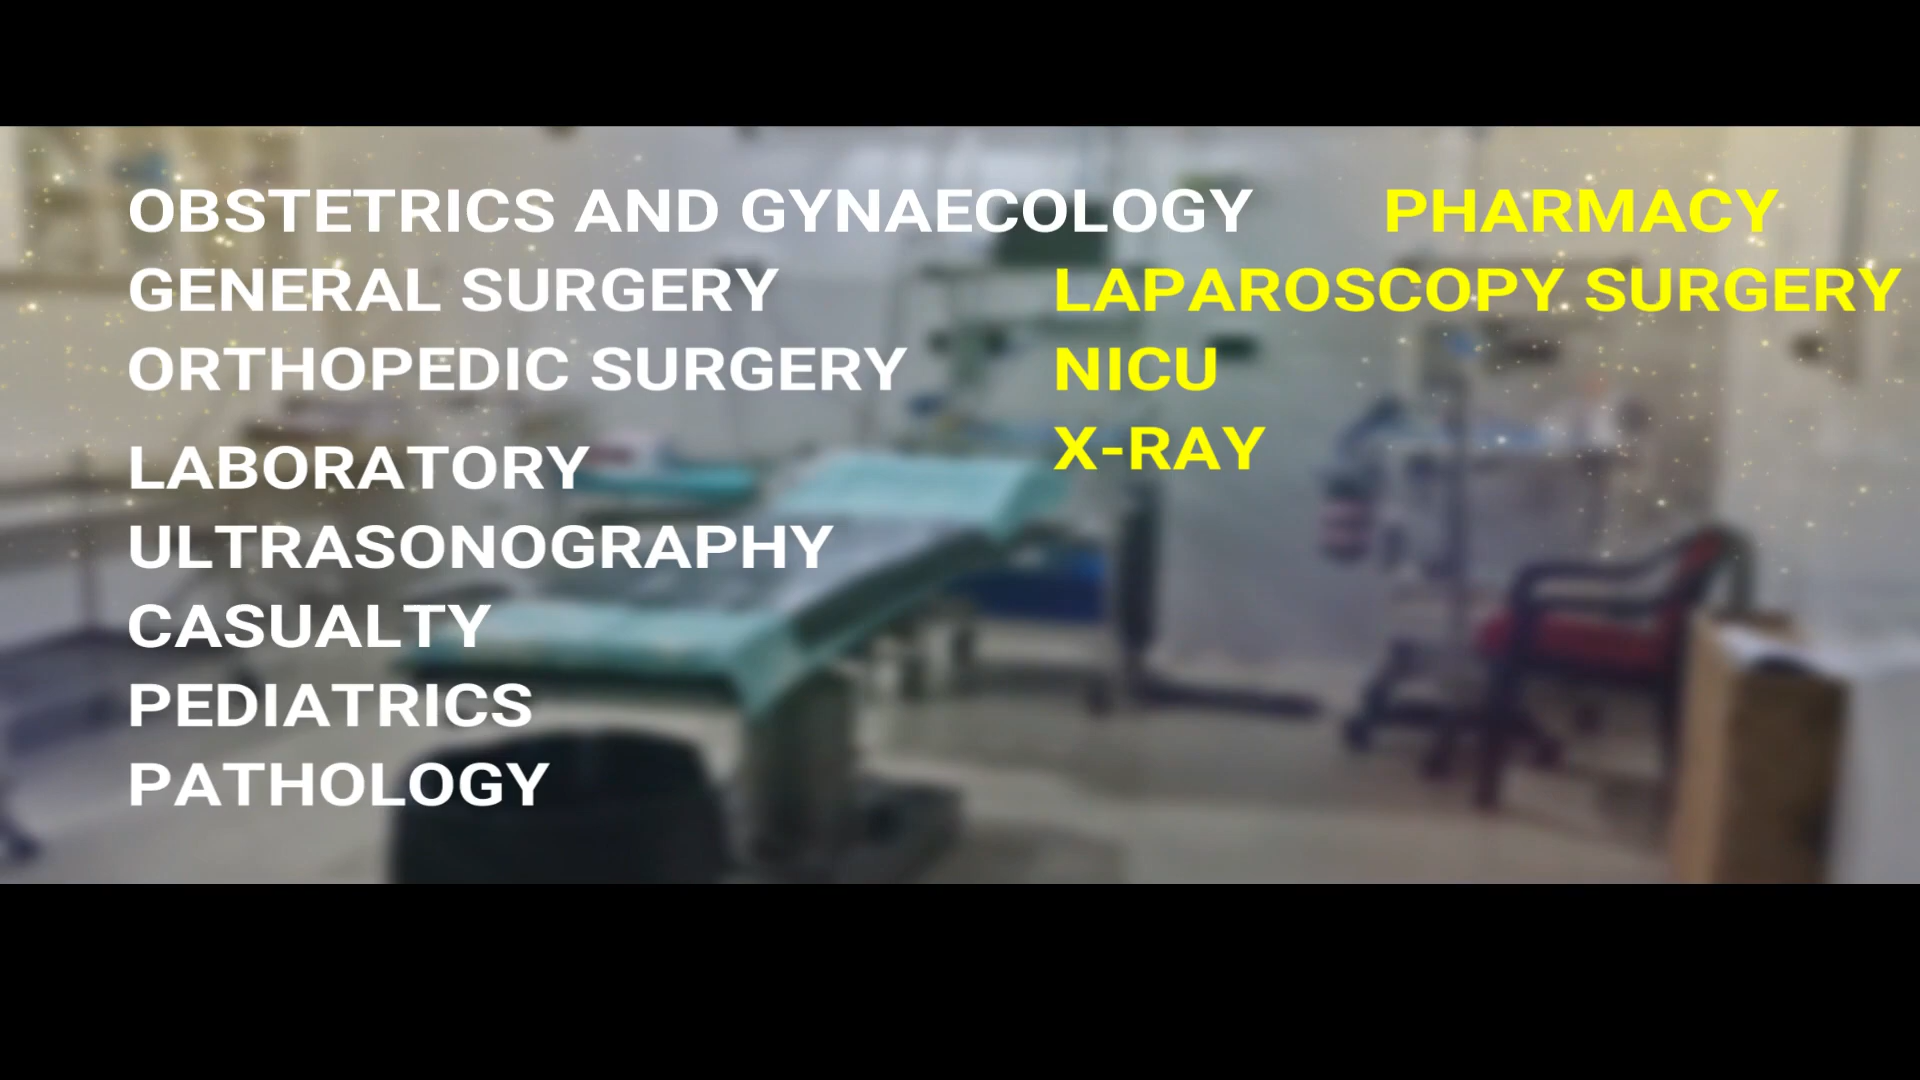 OBSTETRICS AND GYNAECOLOGY
GENERAL SURGERY
ORTHOPEDIC SURGERY
LABORATORY
ULTRASONOGRAPHY
CASUALTY
PEDIATRICS
PATHOLOGY
PHARMACY
LAPAROSCOPY SURGERY
NICU
X-RAY